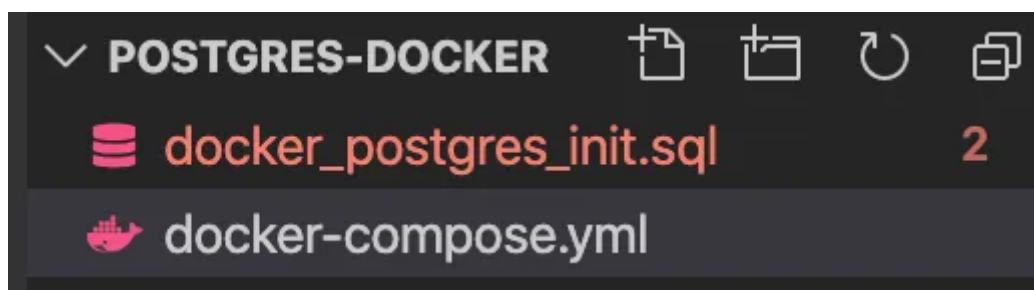 POSTGRES-DOCKER
docker_postgres_init.sql 2
docker-compose.yml